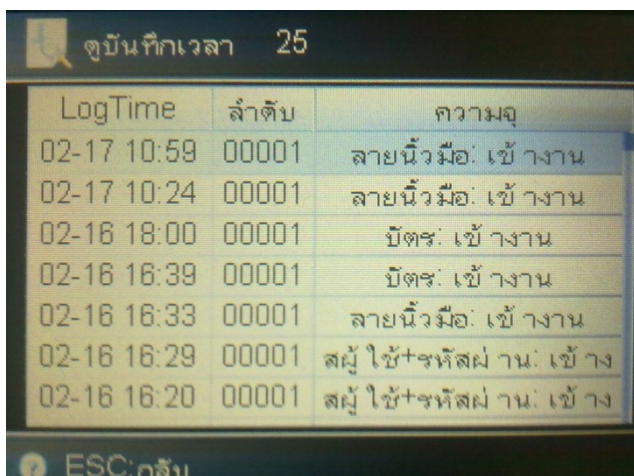 ดูบันทึกเวลา 25
LogTime ลำดับ ความจุ
02-17 10:59 00001 ลายนิ้วมือ: เข้างาน
02-17 10:24 00001 ลายนิ้วมือ: เข้างาน
02-16 18:00 00001 บัตร: เข้างาน
02-16 16:39 00001 บัตร: เข้างาน
02-16 16:33 00001 ลายนิ้วมือ: เข้างาน
02-16 16:29 00001 สผู้ใช้+รหัสผ่าน: เข้าง
02-16 16:20 00001 สผู้ใช้+รหัสผ่าน: เข้าง
ESC:กลับ